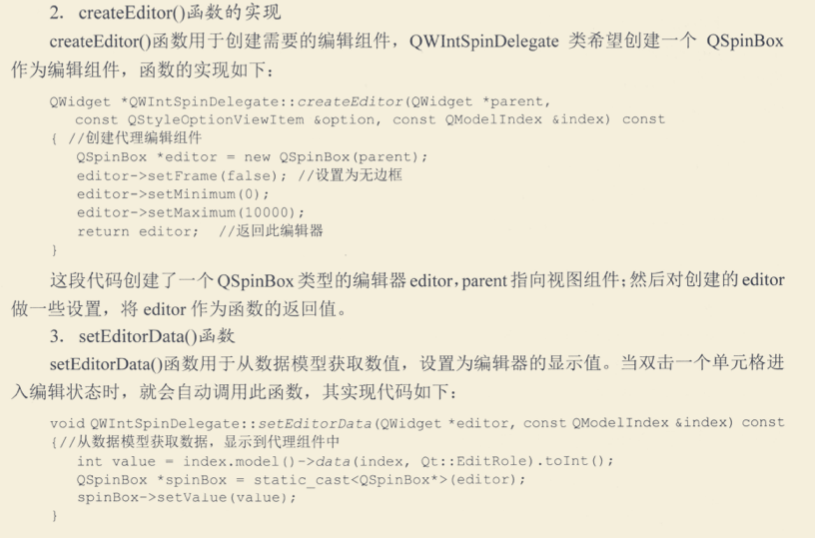 2. createEditor()函数的实现
createEditor()函数用于创建需要的编辑组件，QWIntSpinDelegate 类希望创建一个 QSpinBox
作为编辑组件，函数的实现如下：
QWidget *QWIntSpinDelegate::createEditor(QWidget *parent,
const QStyleOptionViewItem &option, const QModelIndex &index) const
{ //创建代理编辑组件
QSpinBox *editor = new QSpinBox(parent);
editor->setFrame(false); //设置为无边框
editor->setMinimum(0);
editor->setMaximum(10000);
return editor; //返回此编辑器
}
这段代码创建了一个 QSpinBox 类型的编辑器 editor，parent 指向视图组件；然后对创建的 editor
做一些设置，将 editor 作为函数的返回值。
3. setEditorData()函数
setEditorData()函数用于从数据模型获取数值，设置为编辑器的显示值。当双击一个单元格进
入编辑状态时，就会自动调用此函数，其实现代码如下：
void QWIntSpinDelegate::setEditorData(QWidget *editor, const QModelIndex &index) const
{//从数据模型获取数据，显示到代理组件中
int value = index.model()->data(index, Qt::EditRole).toInt();
QSpinBox *spinBox = static_cast<QSpinBox*>(editor);
spinBox->setValue(value);
}